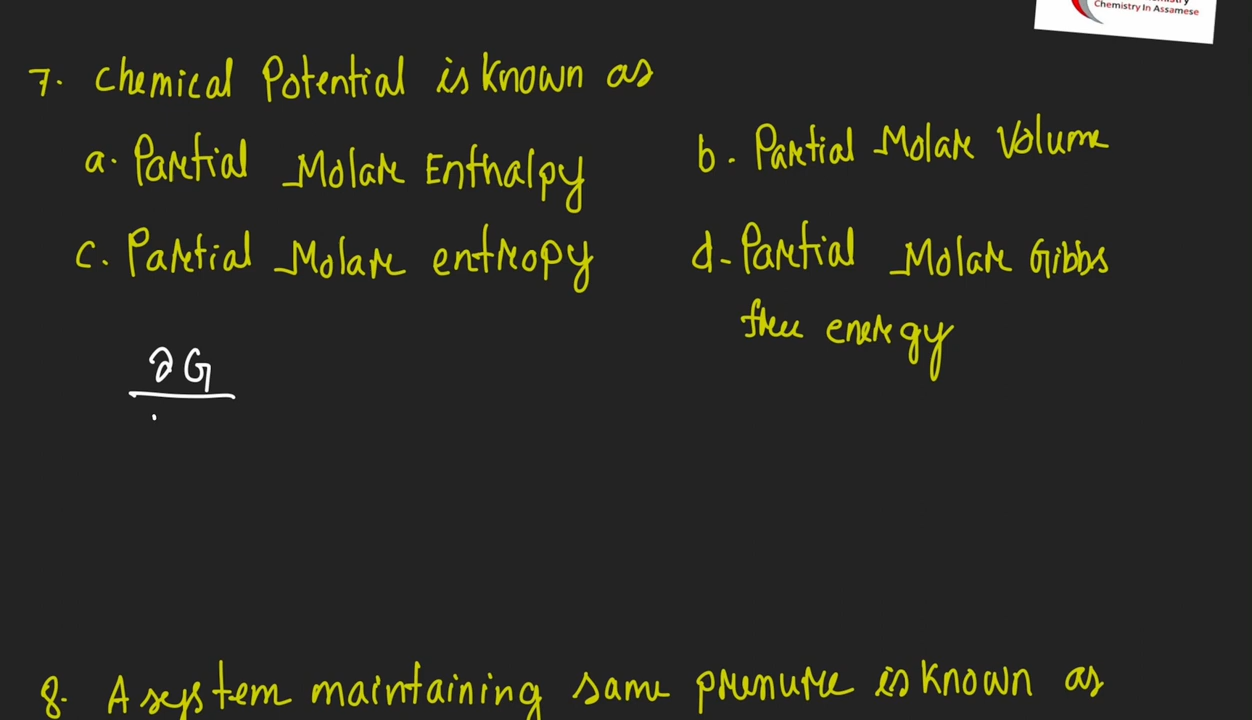 Chemistry In Assamese
7. Chemical Potential is known as
a. Partial Molar Enthalpy
b. Partial Molar Volume
c. Partial Molar entropy
d. Partial Molar Gibbs
free energy
∂G
8. A system maintaining same pressure is known as